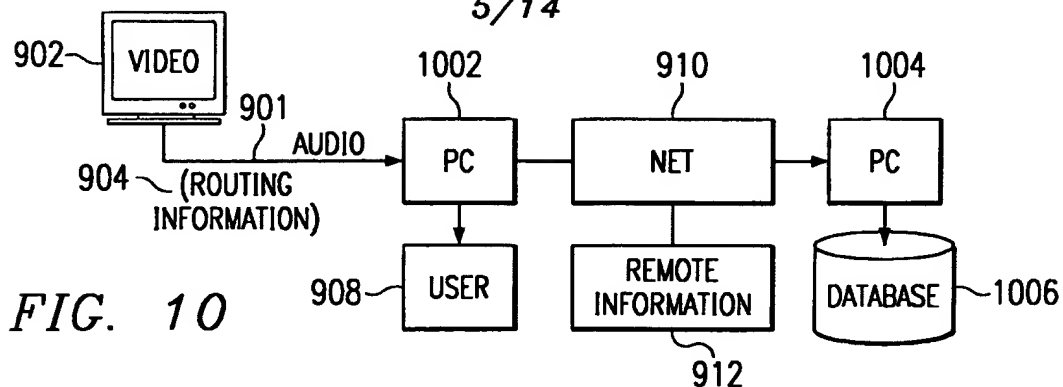 5/14
902
VIDEO
901
AUDIO
904
(ROUTING
INFORMATION)
1002
PC
910
NET
1004
PC
908
USER
REMOTE
INFORMATION
912
DATABASE
1006
FIG. 10